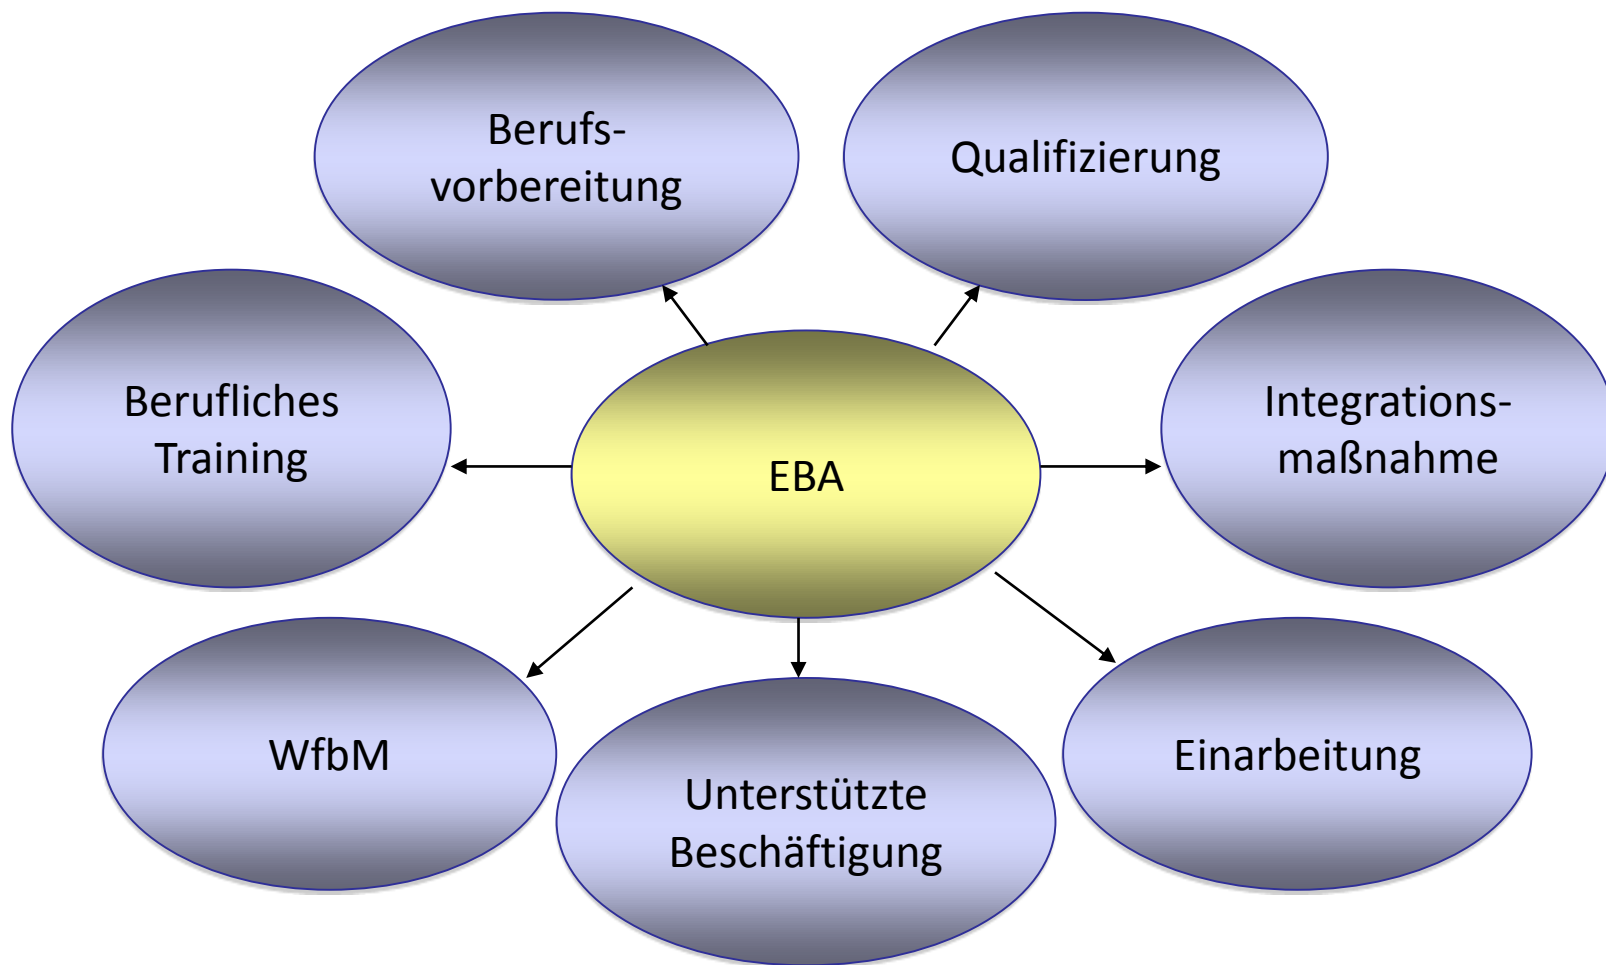 Berufs-
vorbereitung
Qualifizierung
Berufliches
Training
Integrations-
maßnahme
EBA
WfbM
Unterstützte
Beschäftigung
Einarbeitung